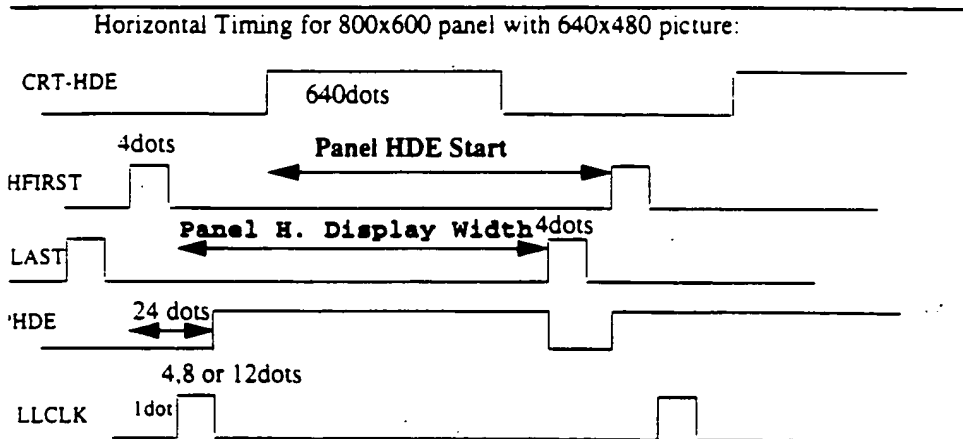 Horizontal Timing for 800x600 panel with 640x480 picture:
CRT-HDE
640dots
4dots
Panel HDE Start
HFIRST
Panel H. Display Width
4dots
LAST
24 dots
HDE
4,8 or 12dots
1dot
LLCLK